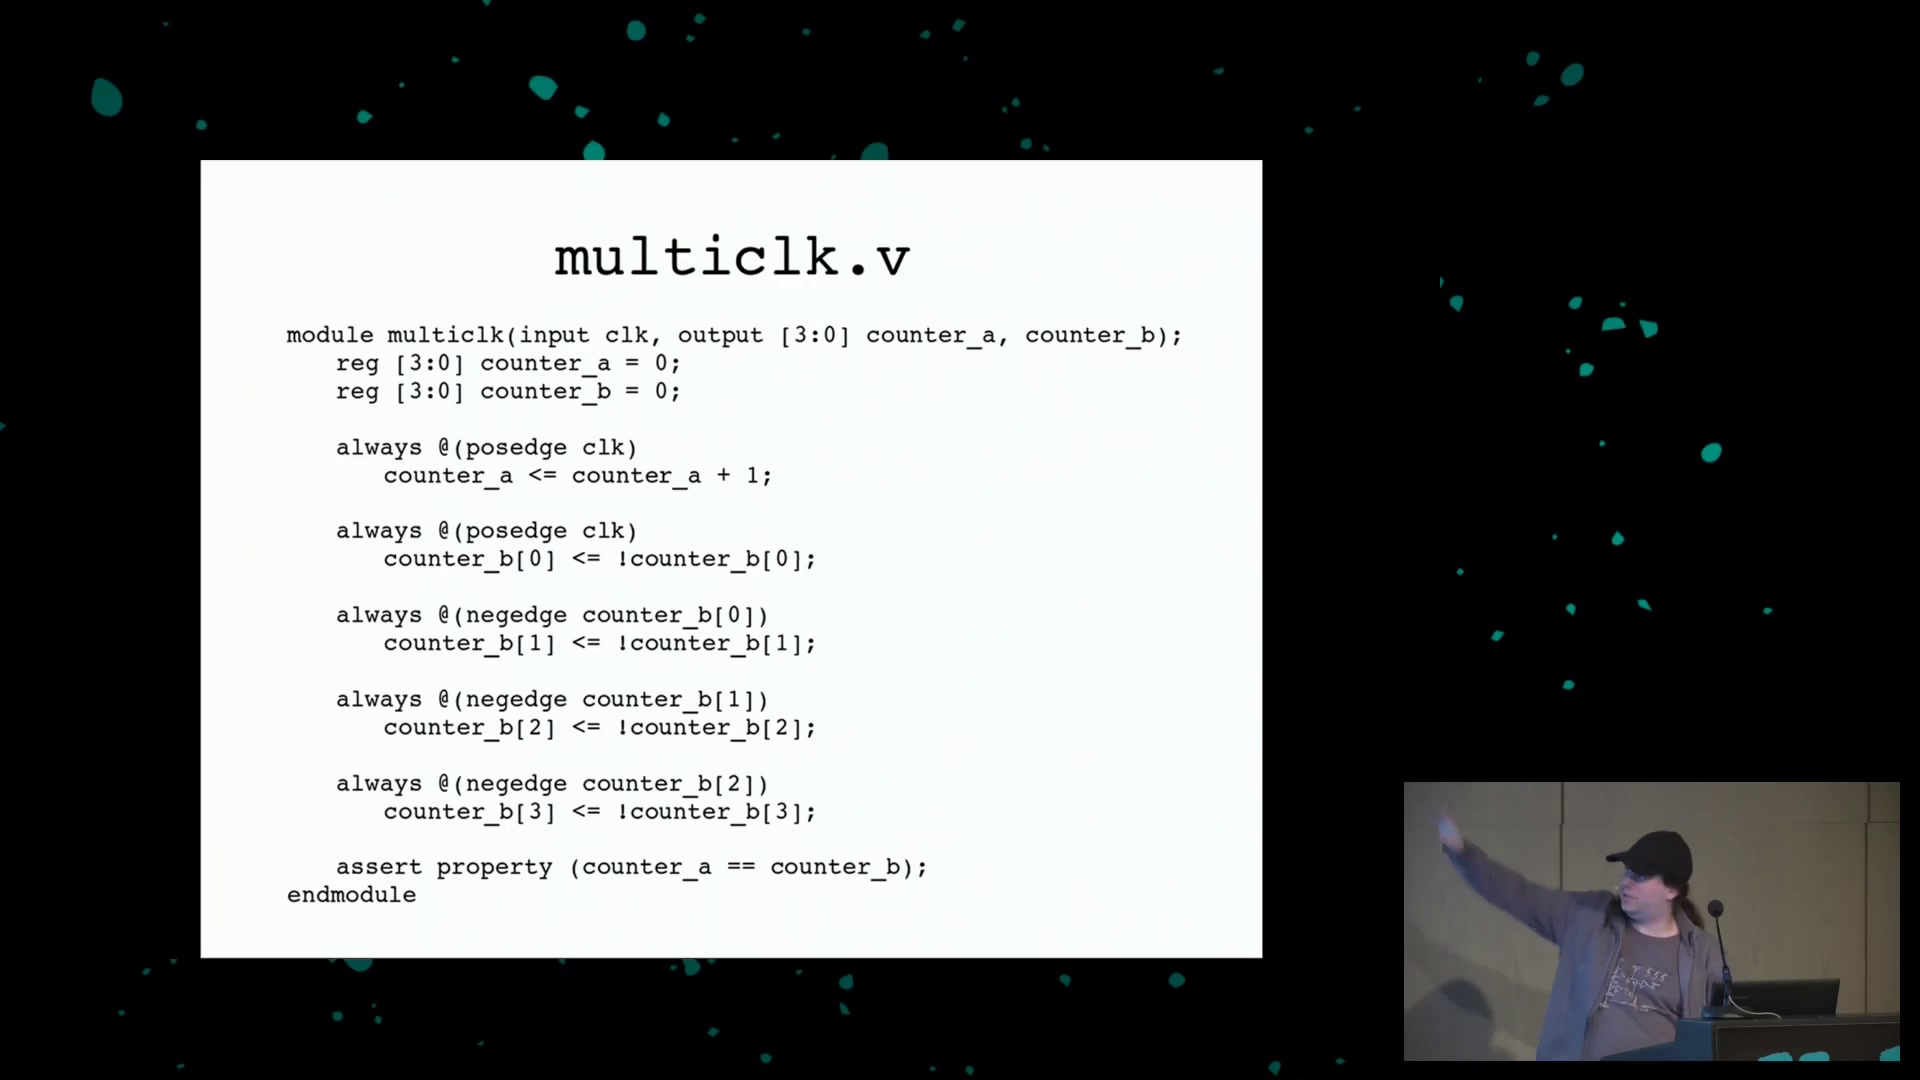 multiclk.v
module multiclk(input clk, output [3:0] counter_a, counter_b);
reg [3:0] counter_a = 0;
reg [3:0] counter_b = 0;
always @(posedge clk)
counter_a <= counter_a + 1;
always @(posedge clk)
counter_b[0] <= !counter_b[0];
always @(negedge counter_b[0])
counter_b[1] <= !counter_b[1];
always @(negedge counter_b[1])
counter_b[2] <= !counter_b[2];
always @(negedge counter_b[2])
counter_b[3] <= !counter_b[3];
assert property (counter_a == counter_b);
endmodule